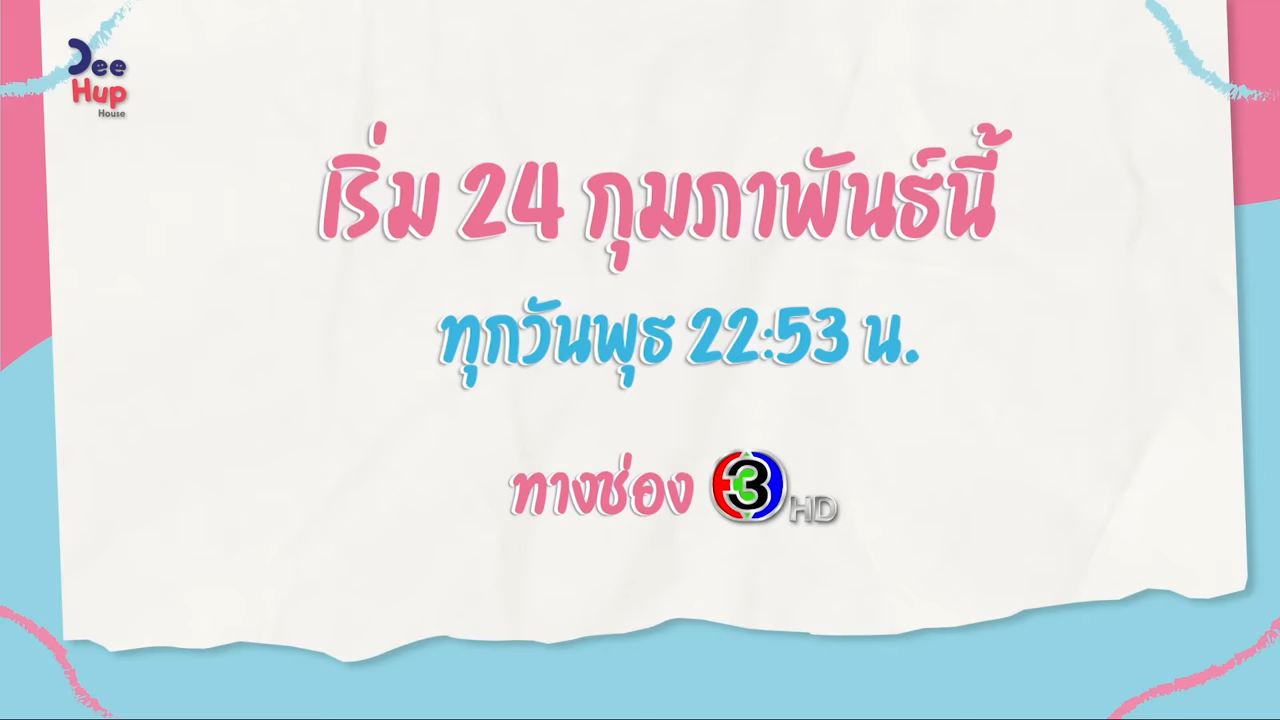 Dee
Hup
House
เริ่ม 24 กุมภาพันธ์นี้
ทุกวันพุธ 22:53 น.
ทางช่อง 3 HD